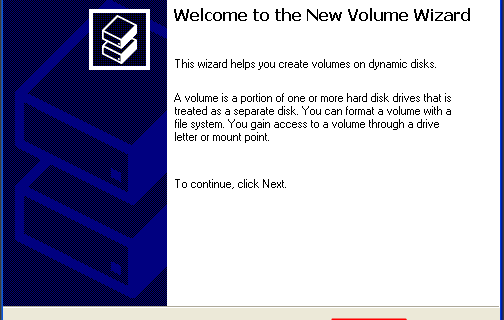 Welcome to the New Volume Wizard
This wizard helps you create volumes on dynamic disks.
A volume is a portion of one or more hard disk drives that is
treated as a separate disk. You can format a volume with a
file system. You gain access to a volume through a drive
letter or mount point.
To continue, click Next.